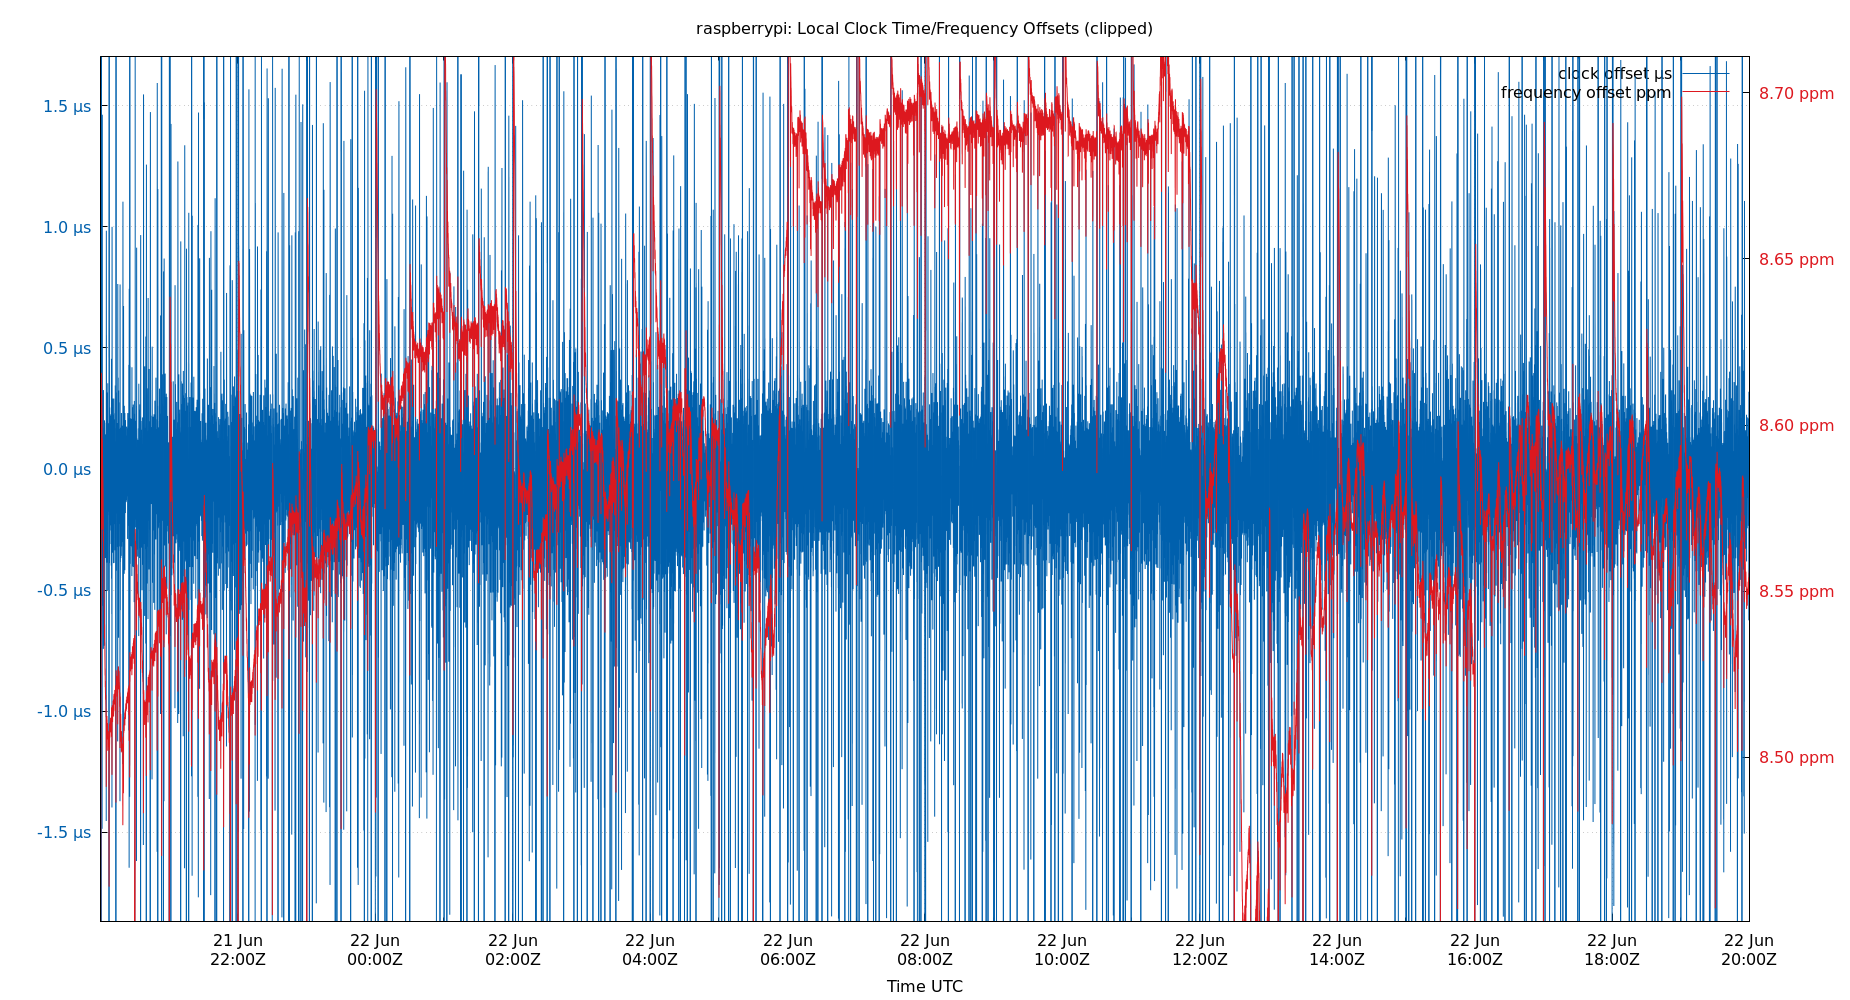 raspberrypi: Local Clock Time/Frequency Offsets (clipped)
clock offset μs
frequency offset ppm
1.5 μs
1.0 μs
0.5 μs
0.0 μs
-0.5 μs
-1.0 μs
-1.5 μs
8.70 ppm
8.65 ppm
8.60 ppm
8.55 ppm
8.50 ppm
21 Jun 22 Jun 22 Jun 22 Jun 22 Jun 22 Jun 22 Jun 22 Jun 22 Jun 22 Jun 22 Jun 22 Jun
22:00Z 00:00Z 02:00Z 04:00Z 06:00Z 08:00Z 10:00Z 12:00Z 14:00Z 16:00Z 18:00Z 20:00Z
Time UTC